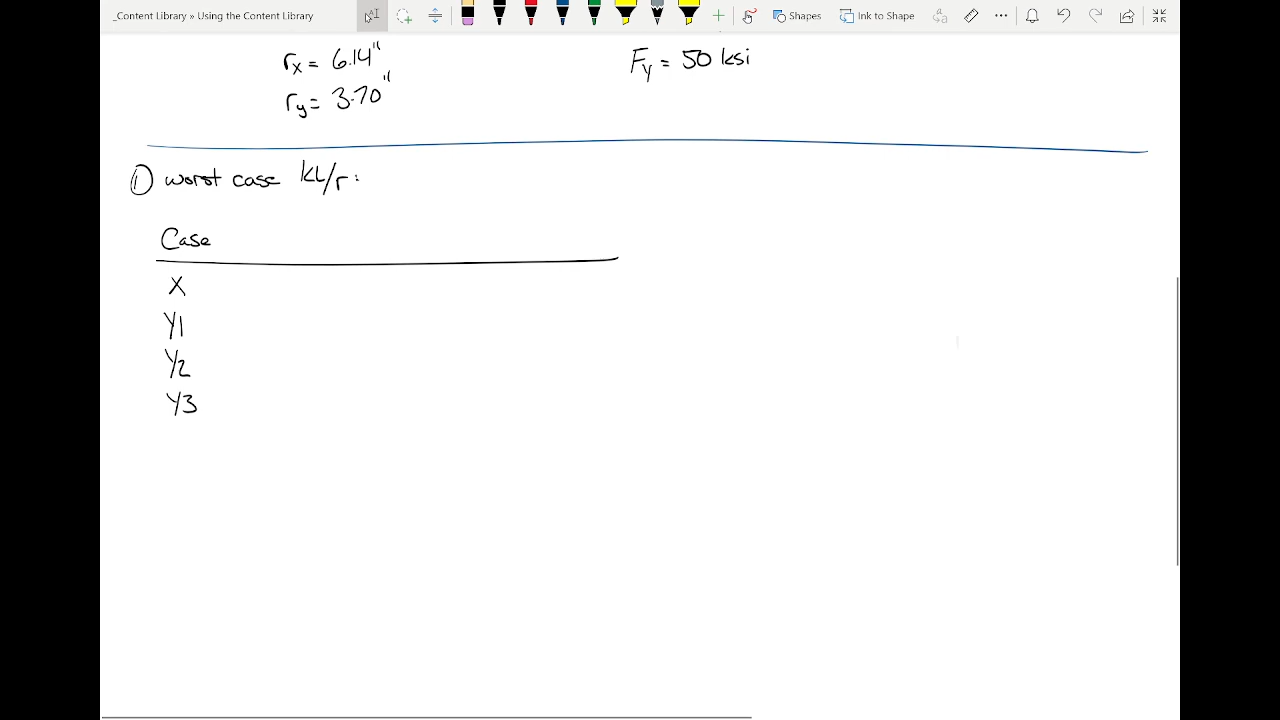 _Content Library » Using the Content Library
Shapes
Ink to Shape
rx = 6.14"
Fy = 50 ksi
ry = 3.70"
① worst case kL/r:
Case
X
Y1
Y2
Y3